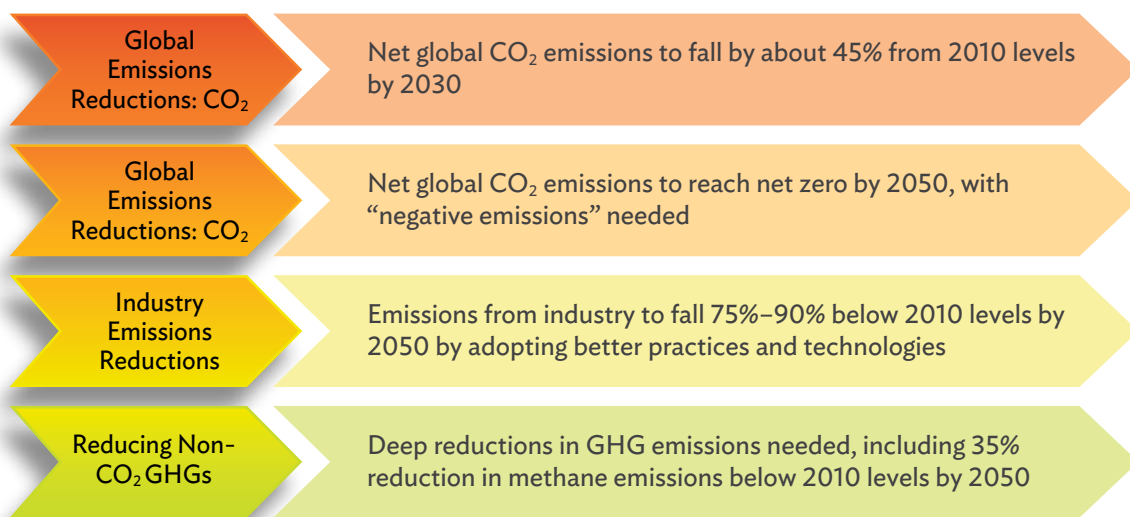 Global
Emissions
Reductions: CO₂
Net global CO₂ emissions to fall by about 45% from 2010 levels
by 2030
Global
Emissions
Reductions: CO₂
Net global CO₂ emissions to reach net zero by 2050, with
“negative emissions” needed
Industry
Emissions
Reductions
Emissions from industry to fall 75%–90% below 2010 levels by
2050 by adopting better practices and technologies
Reducing Non-
CO₂ GHGs
Deep reductions in GHG emissions needed, including 35%
reduction in methane emissions below 2010 levels by 2050